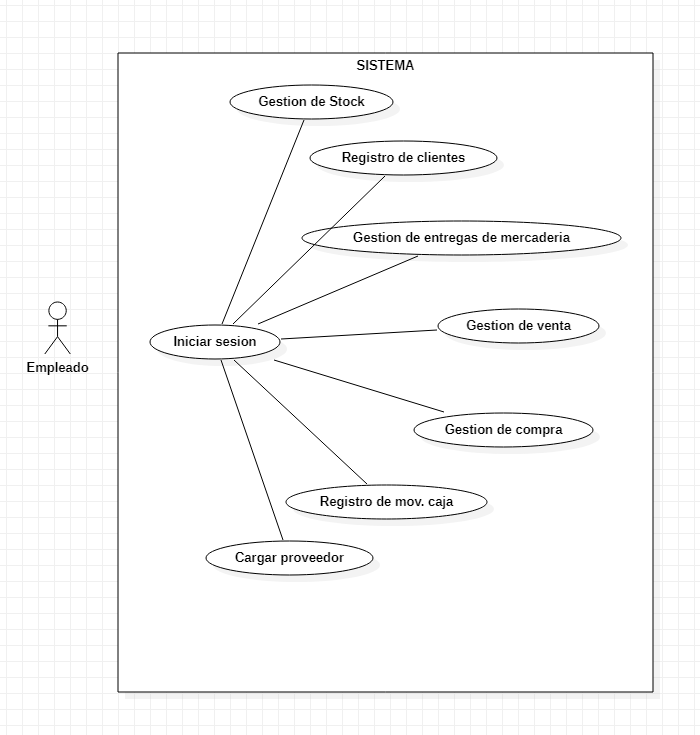 SISTEMA
Gestion de Stock
Registro de clientes
Gestion de entregas de mercaderia
Gestion de venta
Iniciar sesion
Empleado
Gestion de compra
Registro de mov. caja
Cargar proveedor